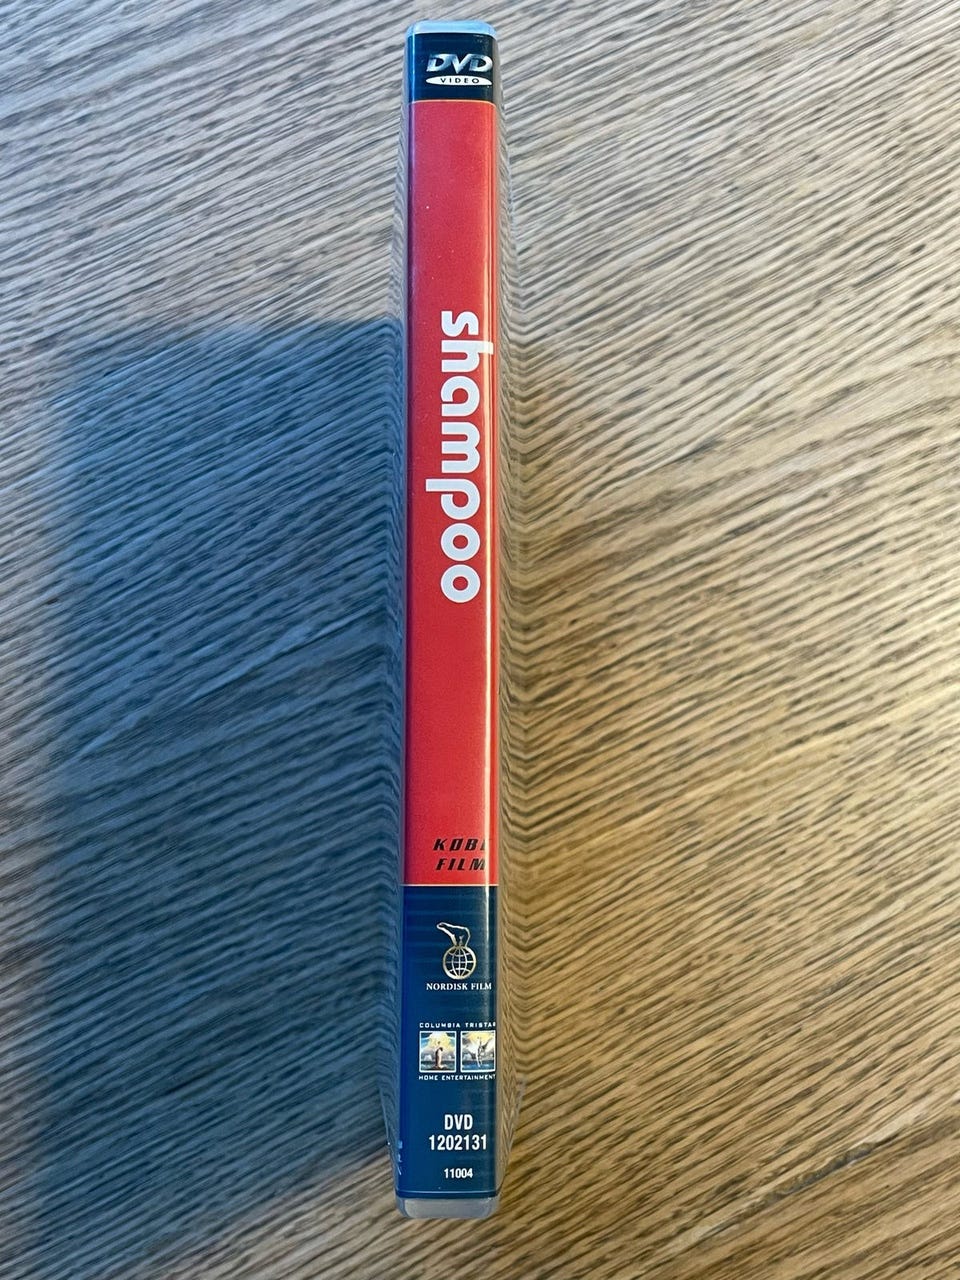 DVD
VIDEO
shampoo
FILM
NORDISK FILM
COLUMBIA TRISTAR
HOME ENTERTAINMENT
DVD
1202131
11004